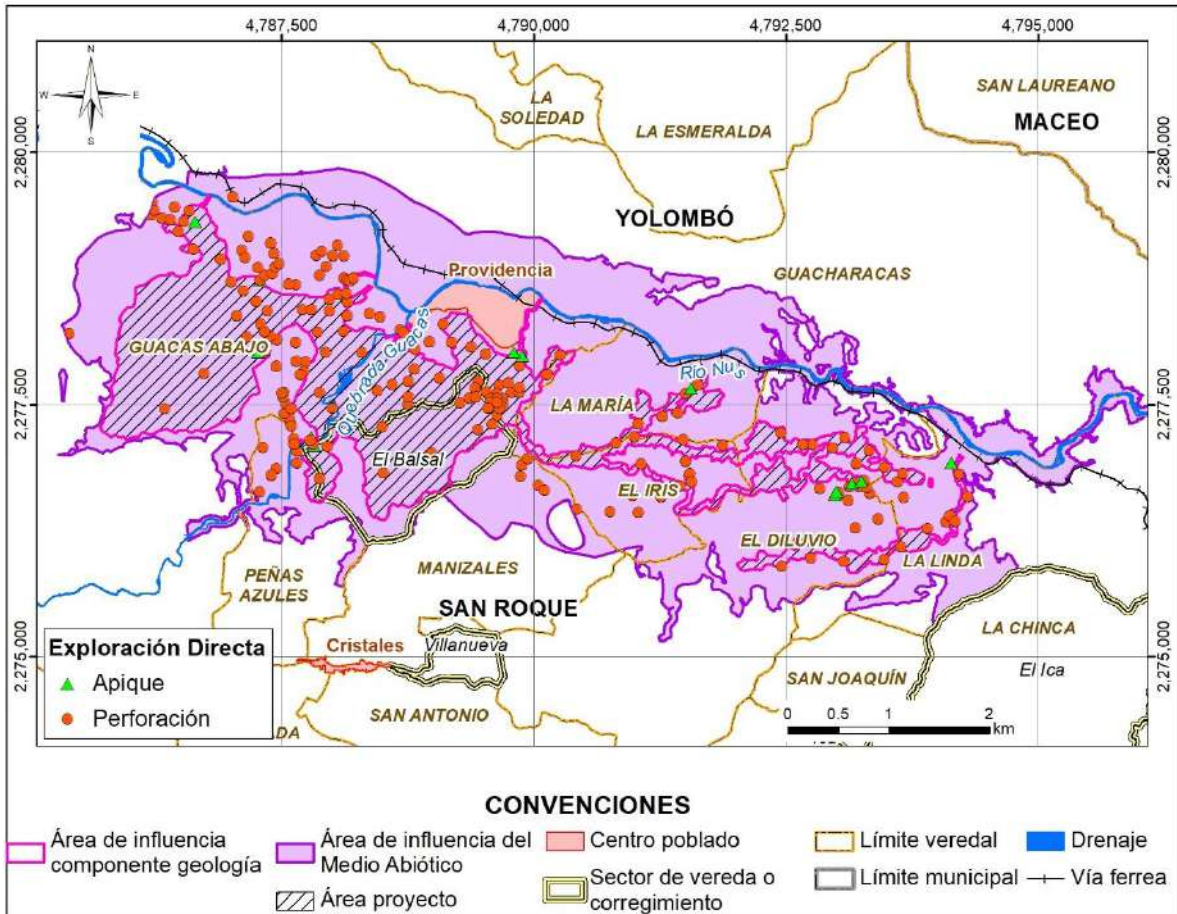 4,787,500
4,790,000
4,792,500
4,795,000
N
W
E
S
LA
SOLEDAD
SAN LAUREANO
MACEO
LA ESMERALDA
2,280,000
2,280,000
YOLOMBÓ
GUACHARACAS
Providencia
GUACAS ABAJO
Quebrada Guacas
Río Nus
2,277,500
2,277,500
LA MARÍA
El Balsal
EL IRIS
EL DILUVIO
LA LINDA
PEÑAS
AZULES
MANIZALES
SAN ROQUE
LA CHINCA
Cristales
Villanueva
El Ica
2,275,000
2,275,000
SAN JOAQUÍN
SAN ANTONIO
DA
Exploración Directa
Apique
Perforación
0 0.5 1 2
km
CONVENCIONES
Área de influencia
componente geología
Área de influencia del
Medio Abiótico
Área proyecto
Centro poblado
Sector de vereda o
corregimiento
Límite veredal
Límite municipal
Drenaje
Vía ferrea